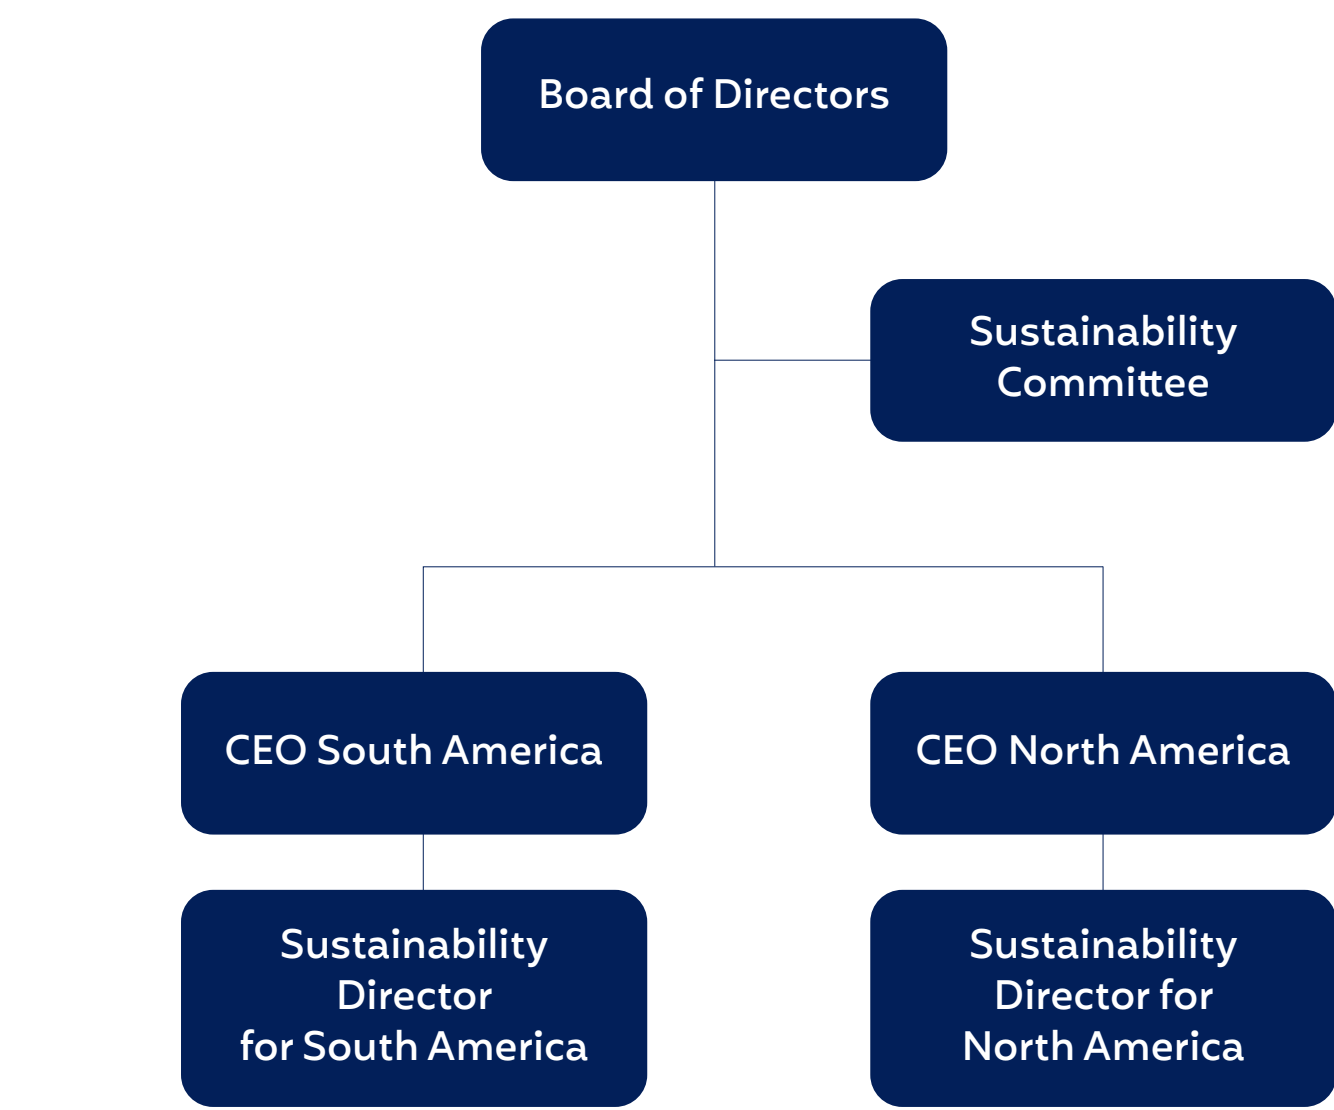 Board of Directors
Sustainability
Committee
CEO South America
CEO North America
Sustainability
Director
for South America
Sustainability
Director for
North America